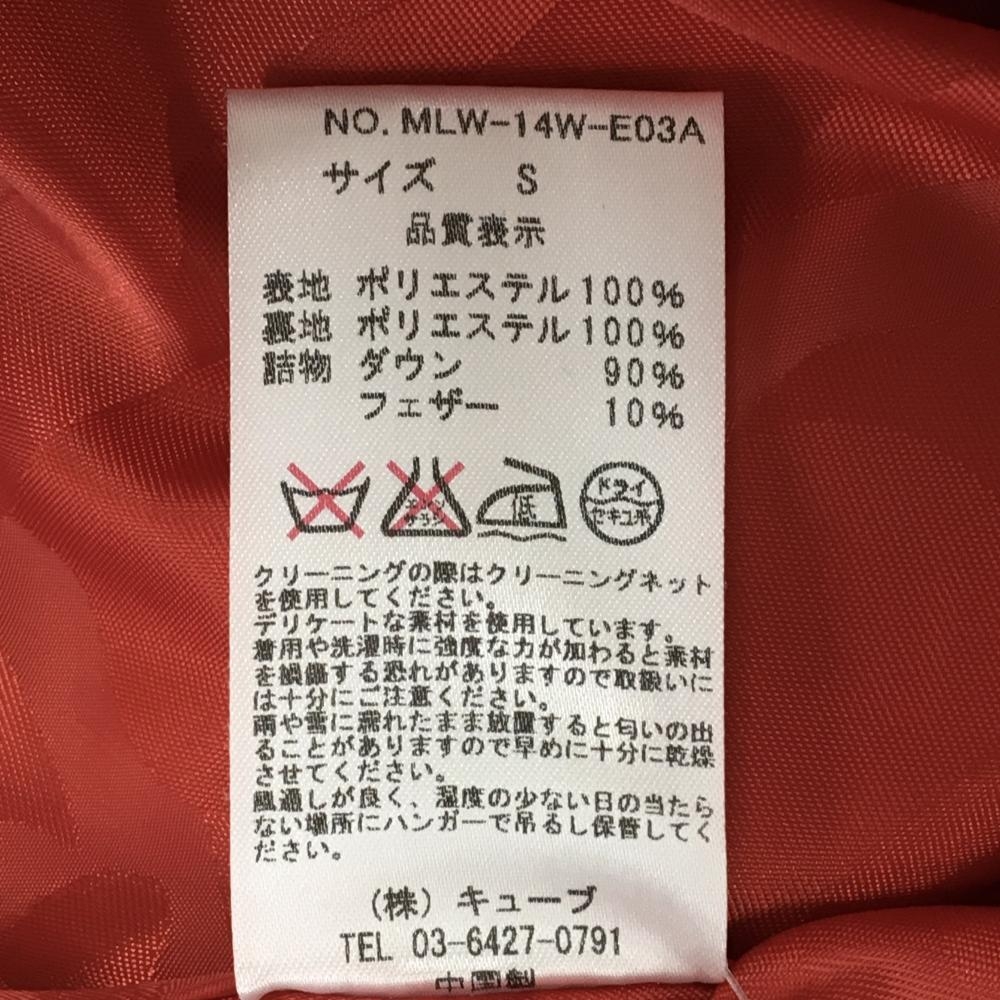 NO. MLW-14W-E03A
サイズ S
品質表示
表地 ポリエステル 100%
裏地 ポリエステル 100%
詰物 ダウン 90%
フェザー 10%
エンソサラシ 低 ドライ セキユ系
クリーニングの際はクリーニングネット
を使用してください。
デリケートな素材を使用しています。
着用や洗濯時に強度な力が加わると素材
を損傷する恐れがありますので取扱いに
は十分にご注意ください。
雨や雪に濡れたまま放置すると匂いの出
ることがありますので早めに十分に乾燥
させてください。
風通しが良く、湿度の少ない日の当たら
ない場所にハンガーで吊るし保管してく
ださい。
(株) キューブ
TEL 03-6427-0791
中国製